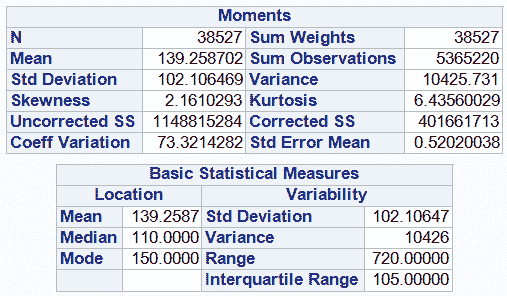 Moments
N 38527 Sum Weights 38527
Mean 139.258702 Sum Observations 5365220
Std Deviation 102.106469 Variance 10425.731
Skewness 2.1610293 Kurtosis 6.43560029
Uncorrected SS 1148815284 Corrected SS 401661713
Coeff Variation 73.3214282 Std Error Mean 0.52020038
Basic Statistical Measures
Location Variability
Mean 139.2587 Std Deviation 102.10647
Median 110.0000 Variance 10426
Mode 150.0000 Range 720.00000
Interquartile Range 105.00000